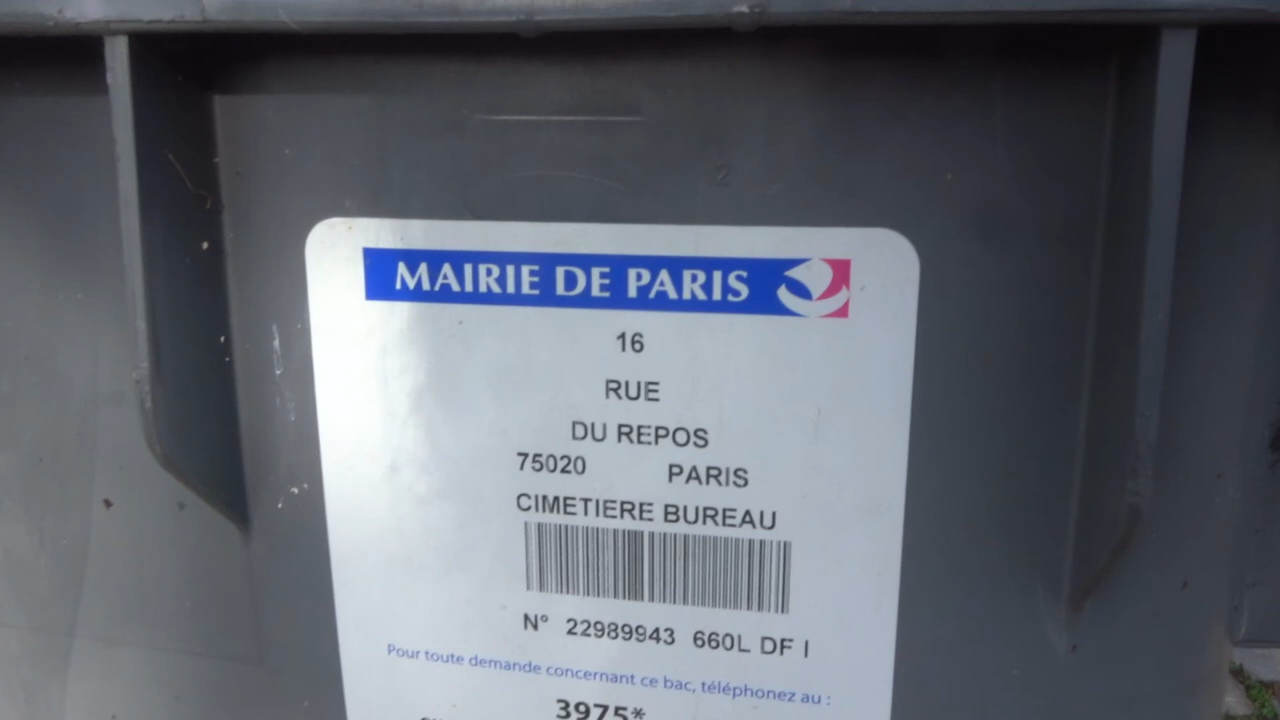 2
MAIRIE DE PARIS
16
RUE
DU REPOS
75020 PARIS
CIMETIERE BUREAU
N° 22989943 660L DF I
Pour toute demande concernant ce bac, téléphonez au :
3975*